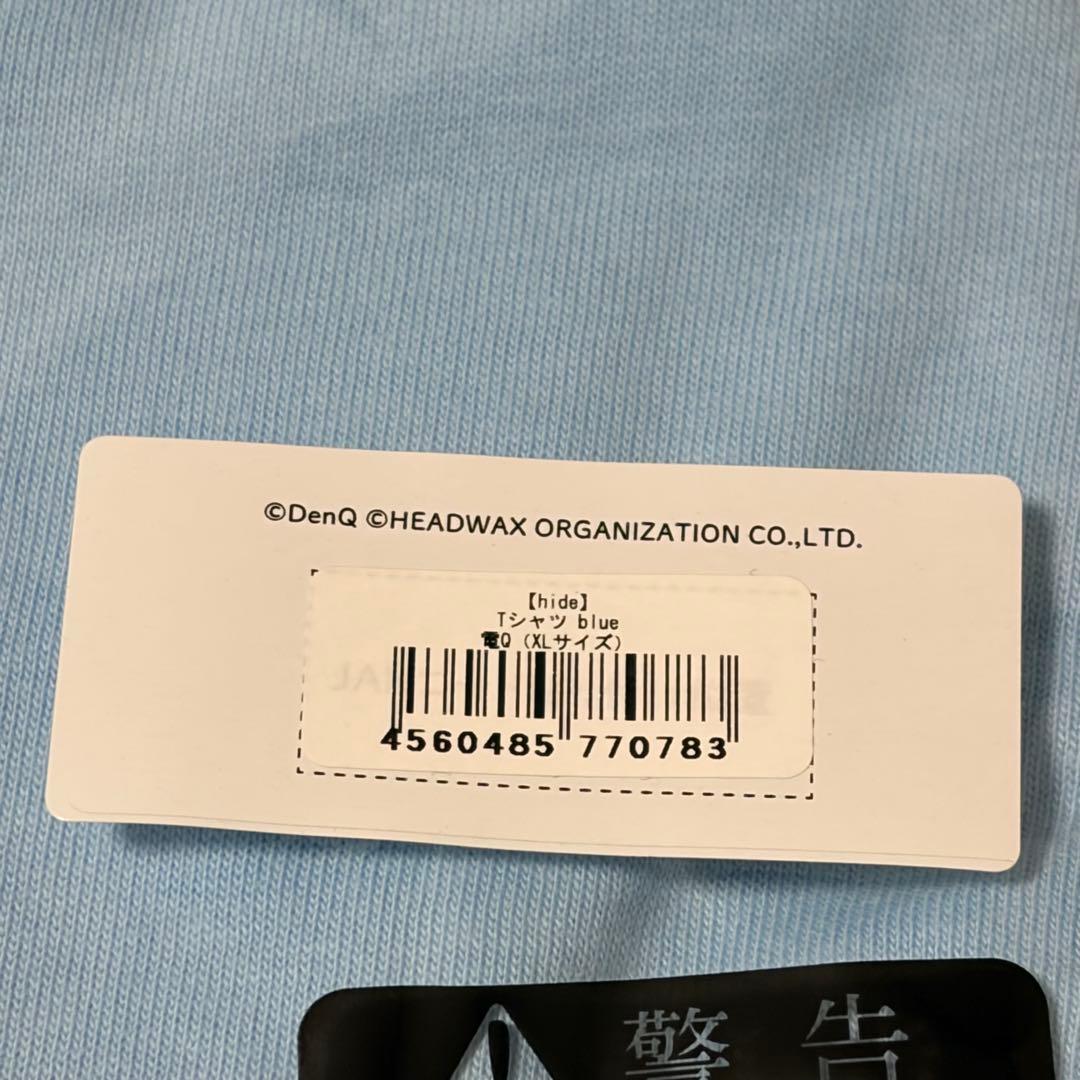 ©DenQ ©HEADWAX ORGANIZATION CO.,LTD.
【hide】
Tシャツ blue
電Q (XLサイズ)
4560485 770783
警告